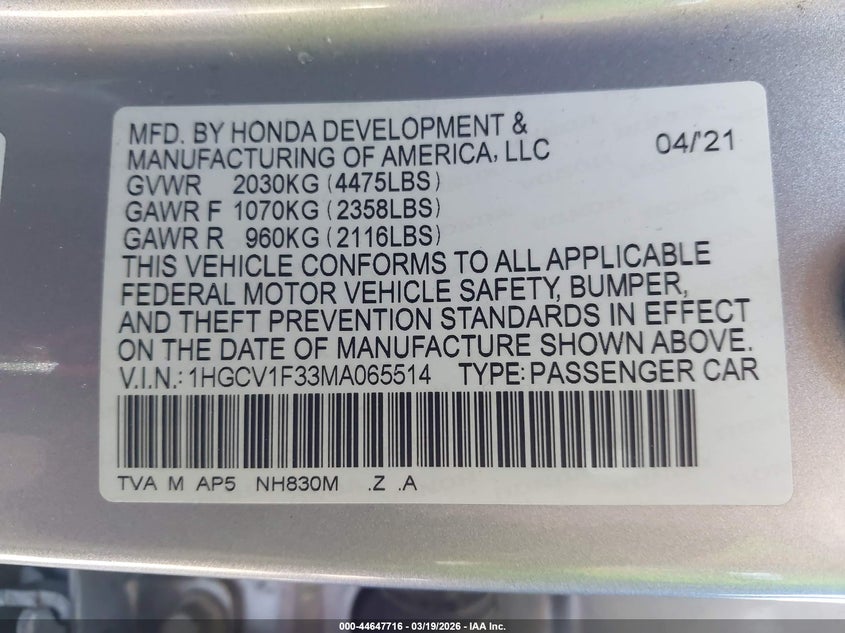 MFD. BY HONDA DEVELOPMENT &
MANUFACTURING OF AMERICA, LLC 04/'21
GVWR 2030KG (4475LBS)
GAWR F 1070KG (2358LBS)
GAWR R 960KG (2116LBS)
THIS VEHICLE CONFORMS TO ALL APPLICABLE
FEDERAL MOTOR VEHICLE SAFETY, BUMPER,
AND THEFT PREVENTION STANDARDS IN EFFECT
ON THE DATE OF MANUFACTURE SHOWN ABOVE.
V.I.N.: 1HGCV1F33MA065514 TYPE: PASSENGER CAR
TVA M AP5 NH830M .Z .A
000-44647716 - 03/19/2026 - IAA Inc.